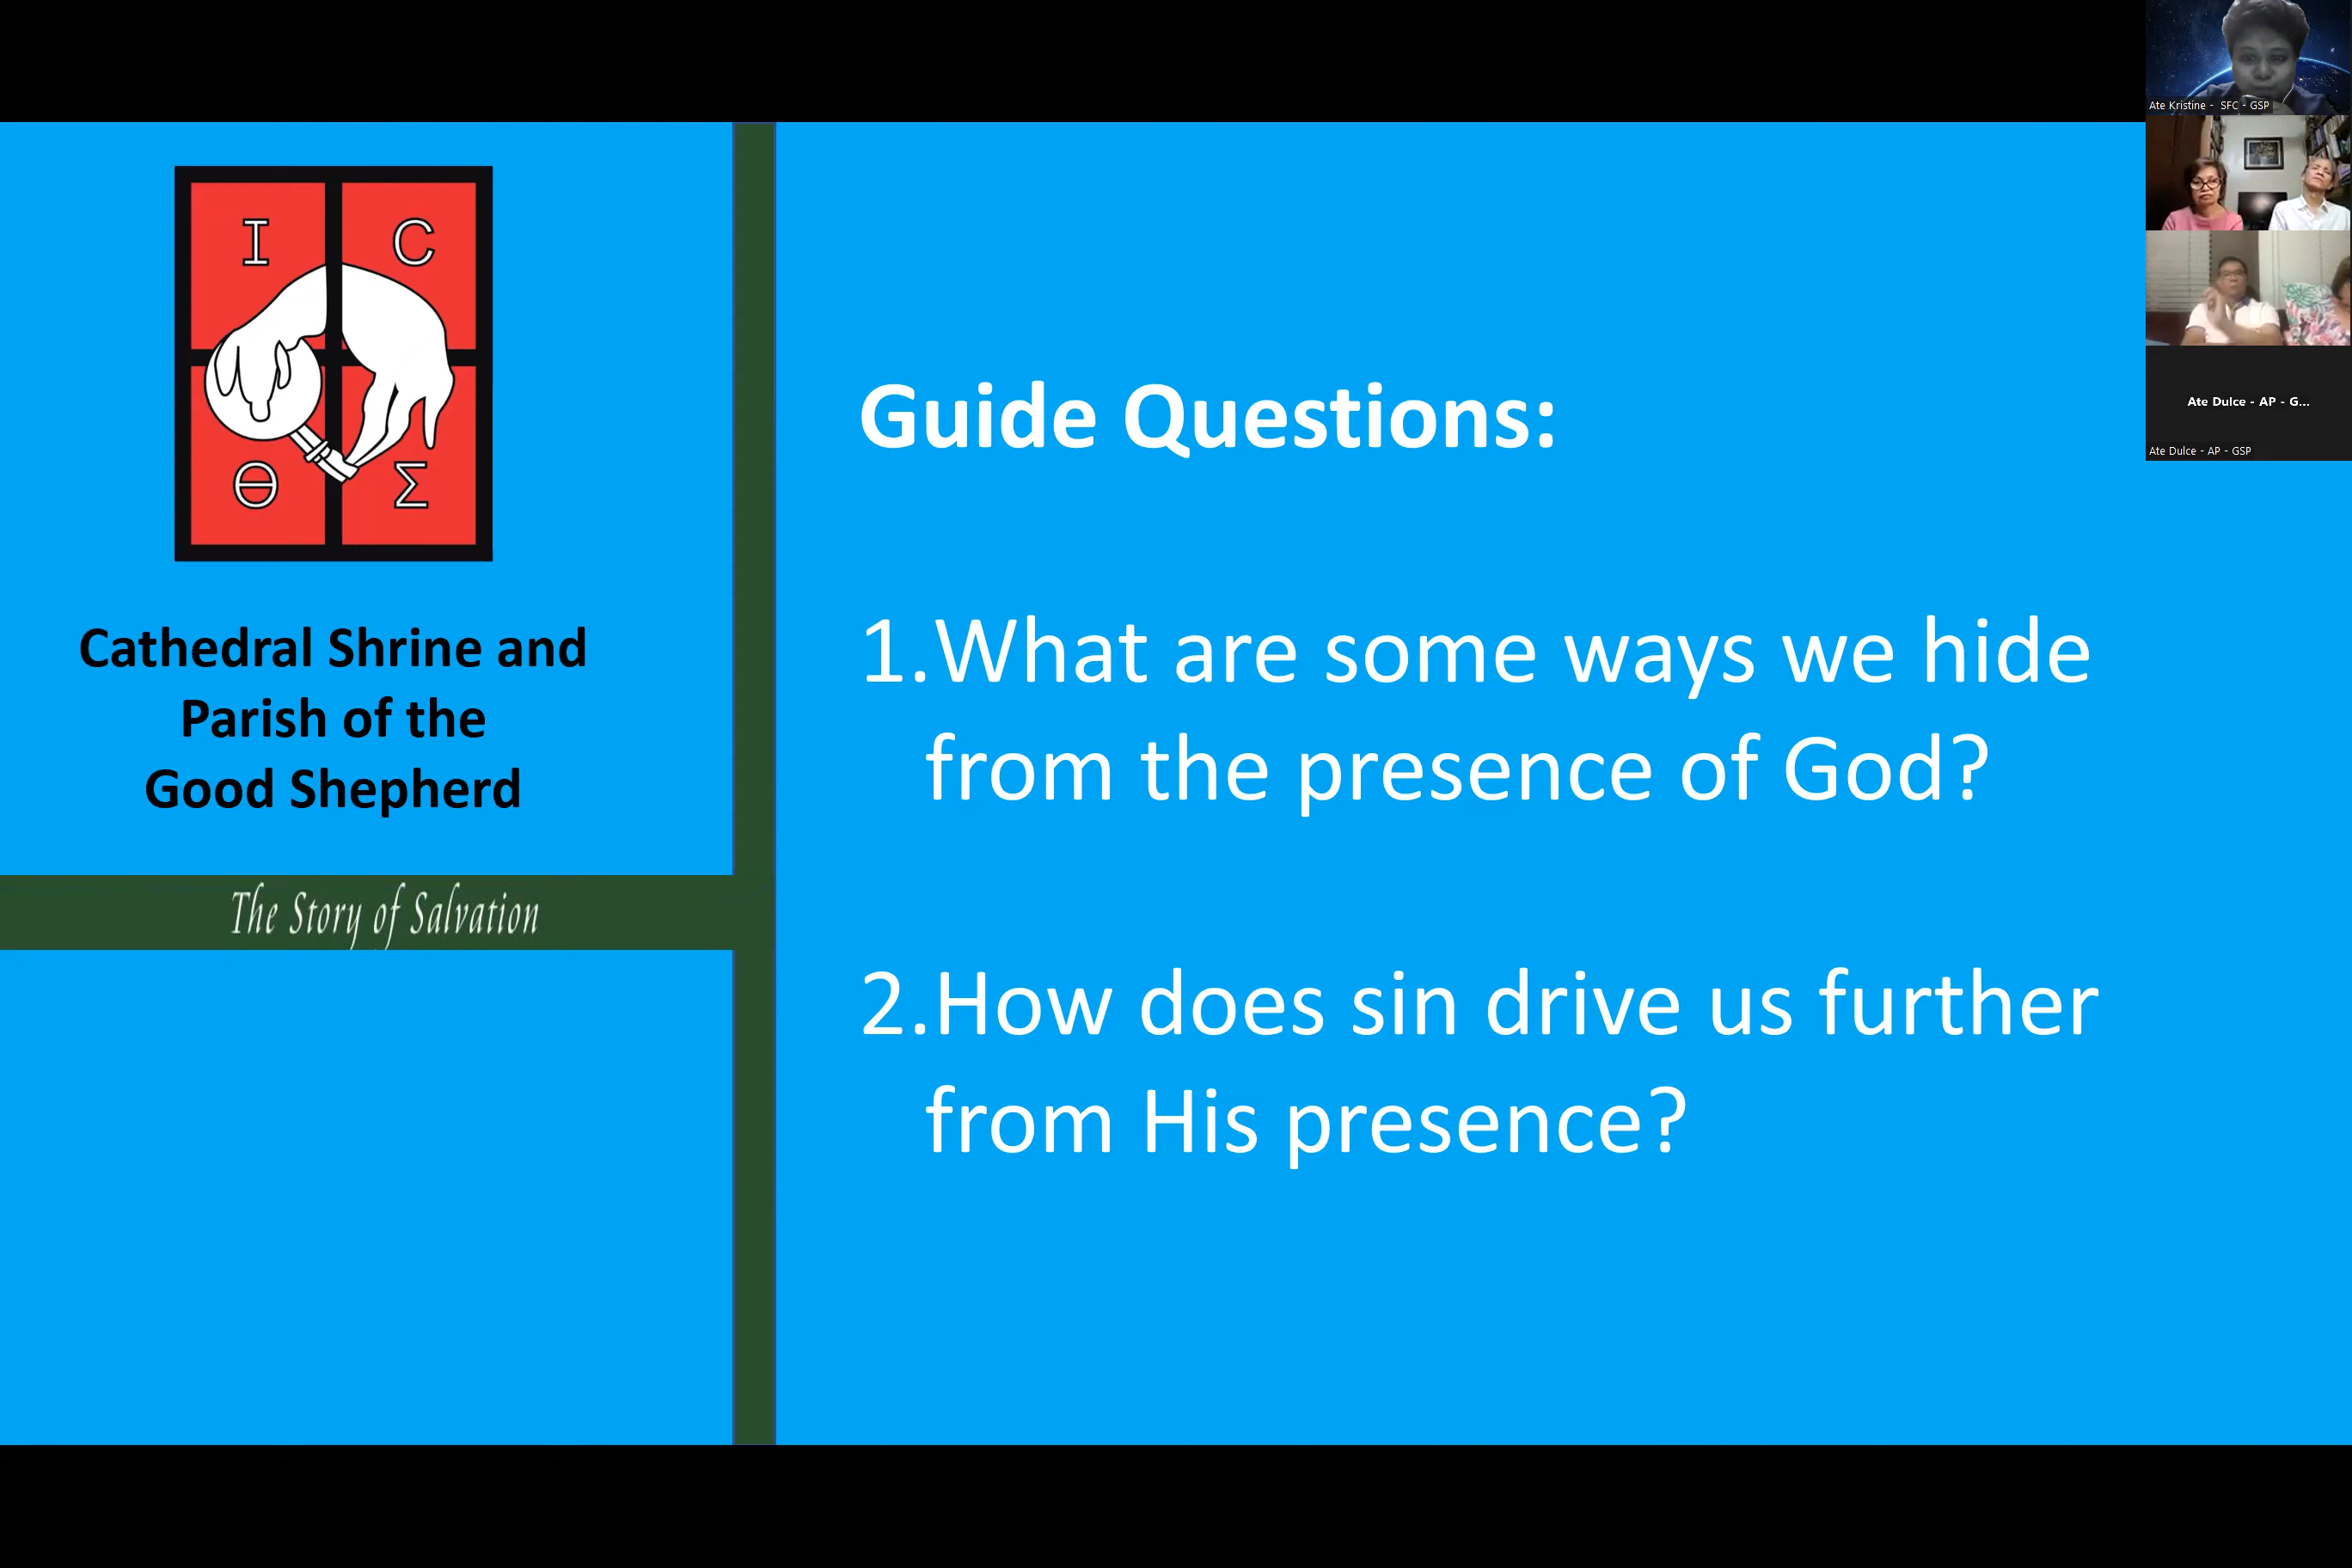 I C
Θ Σ
Cathedral Shrine and
Parish of the
Good Shepherd
The Story of Salvation
Guide Questions:
1.What are some ways we hide
from the presence of God?
2.How does sin drive us further
from His presence?
Ate Kristine - SFC - GSP
Ate Dulce - AP - G...
Ate Dulce - AP - GSP